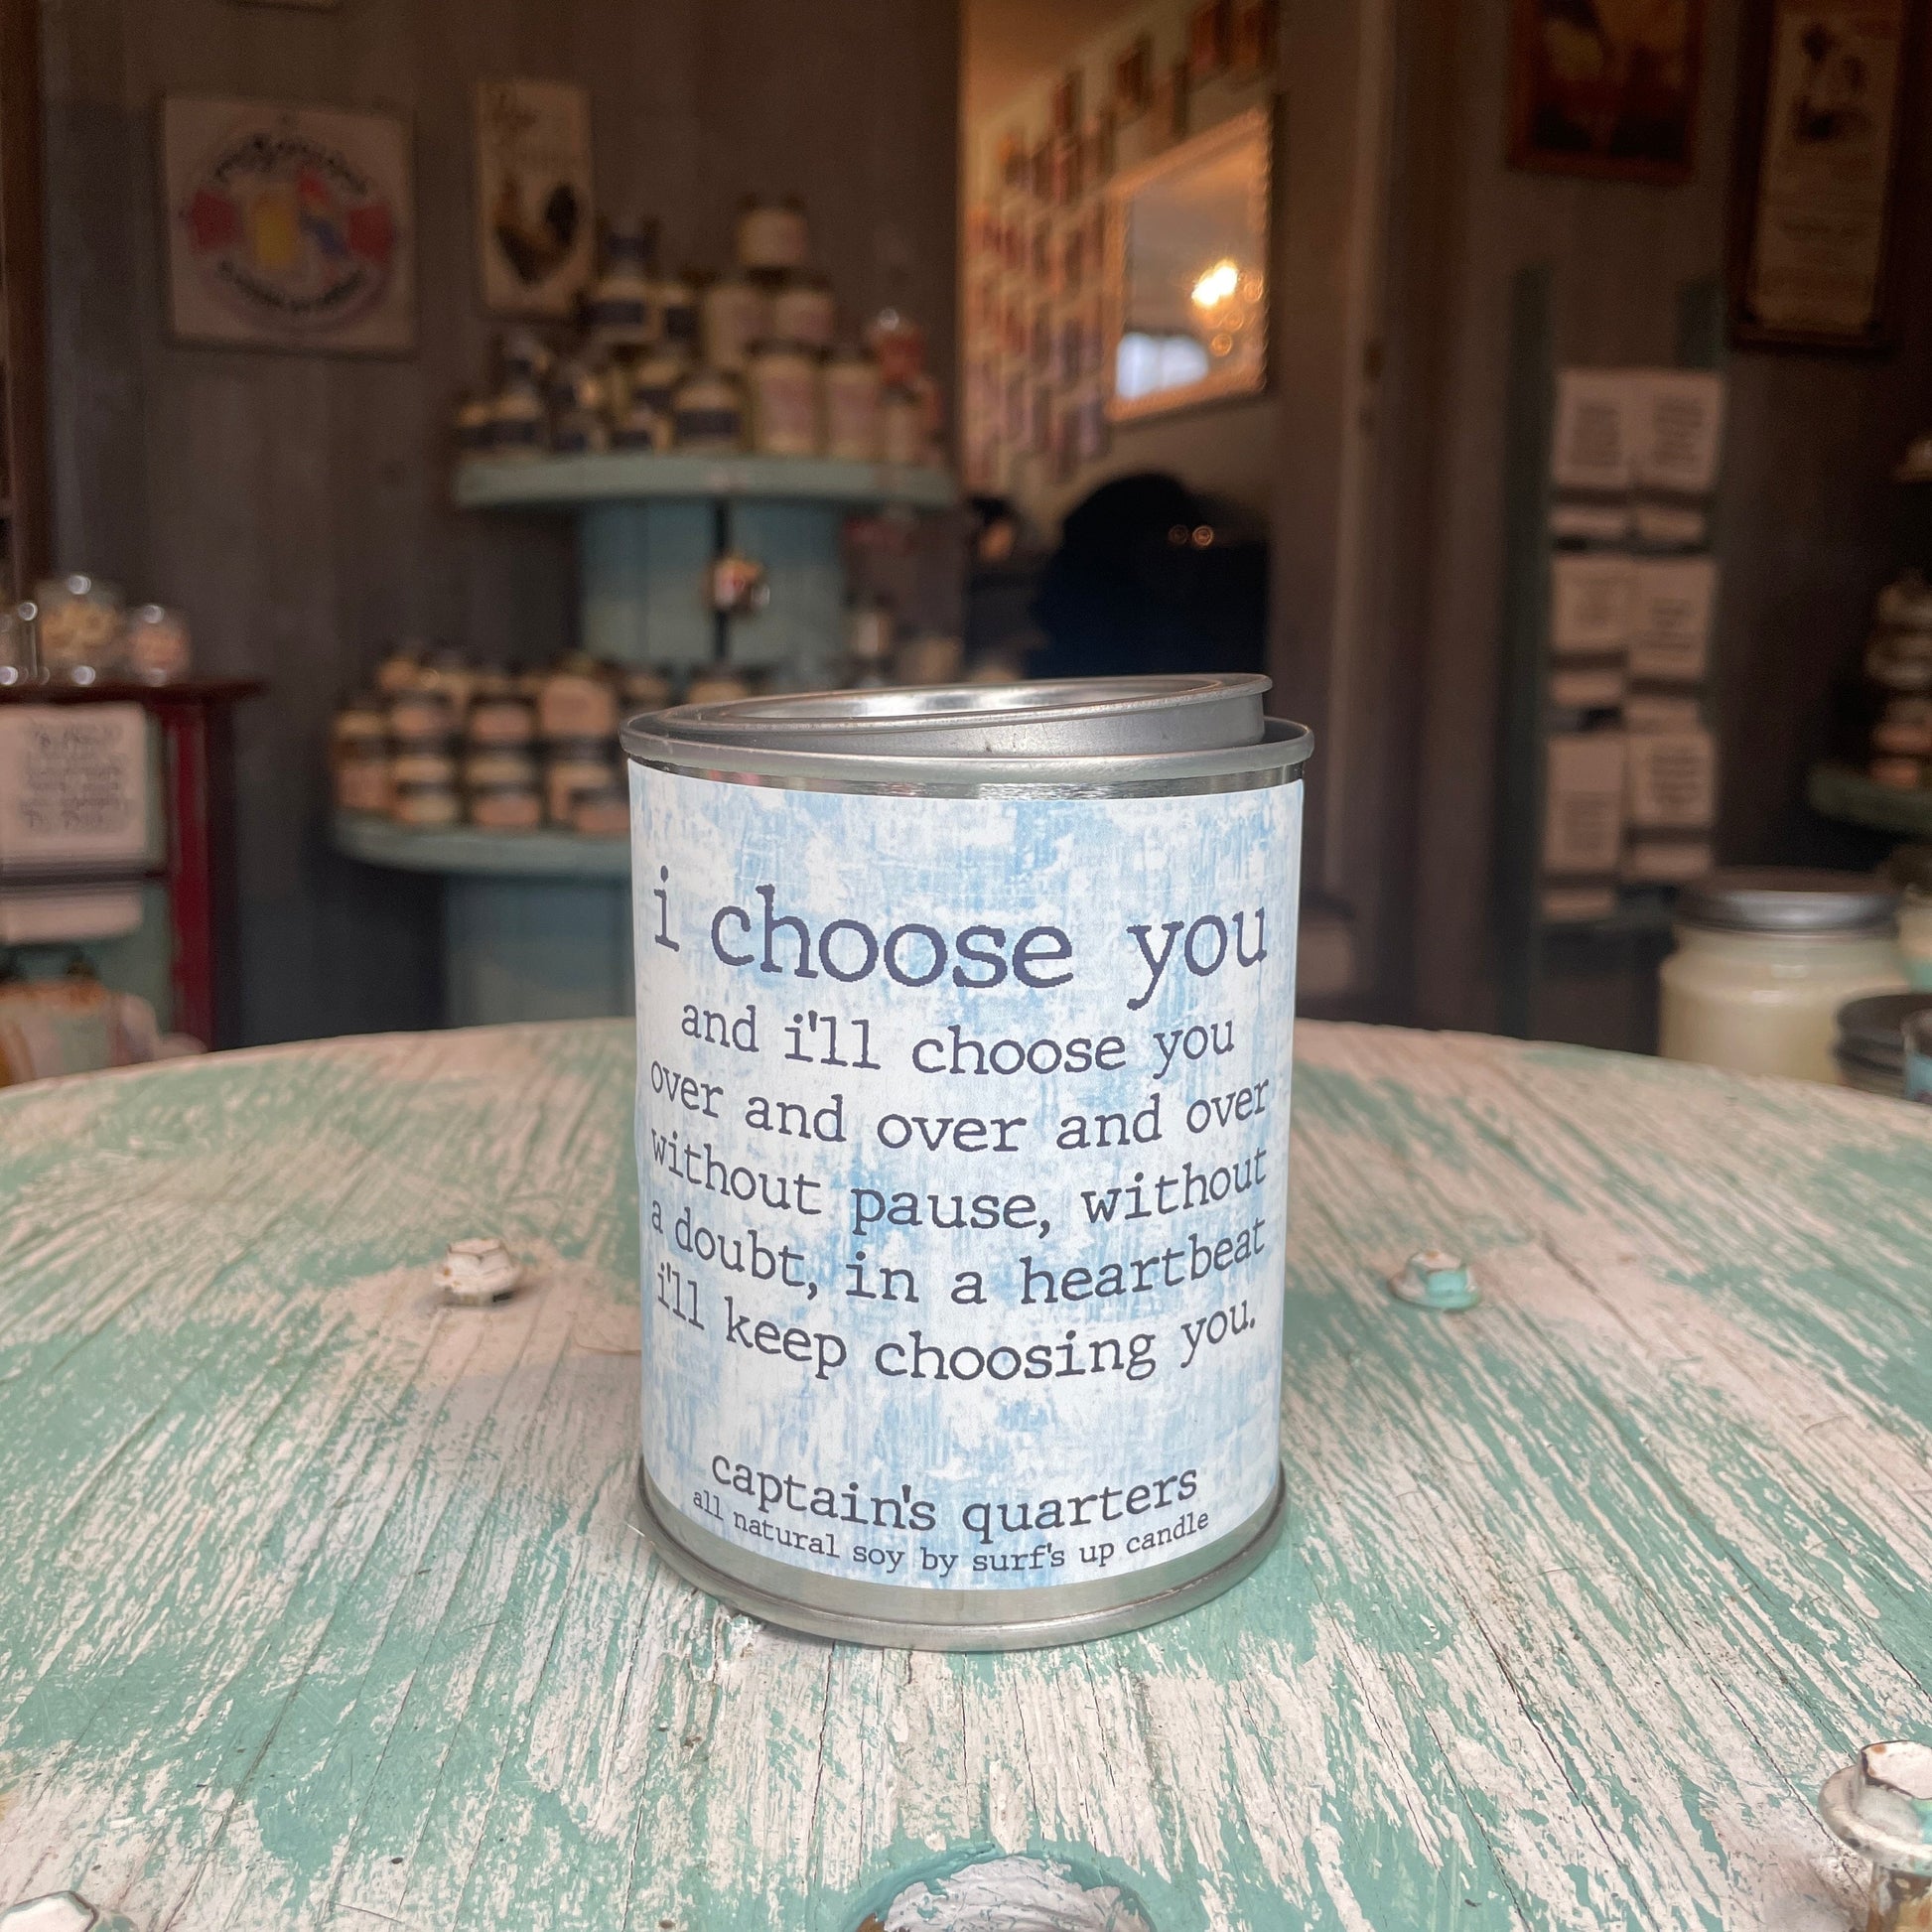 i choose you
and i'll choose you
over and over and over
without pause, without
a doubt, in a heartbeat
i'll keep choosing you.
captain's quarters
all natural soy by surf's up candle